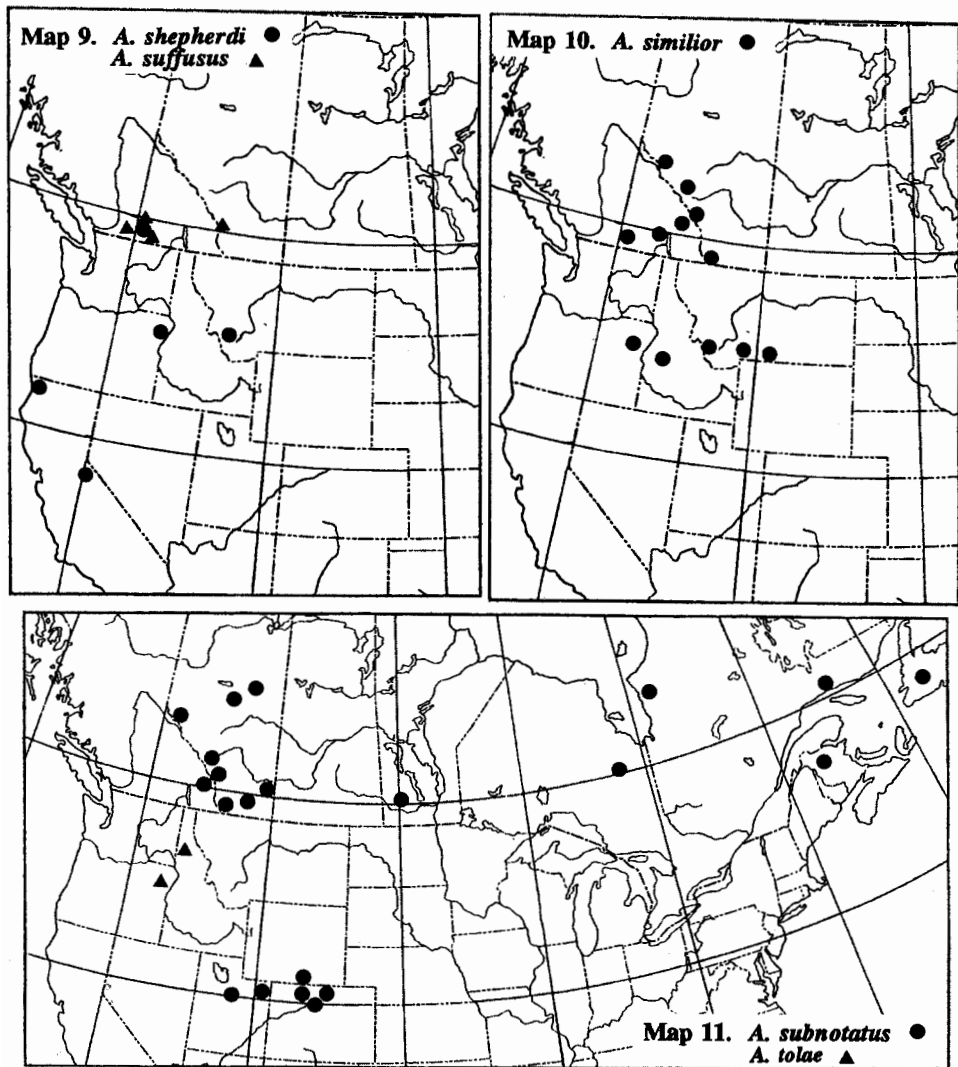 Map 9. A. shepherdi ●
A. suffusus ▲
Map 10. A. similior ●
Map 11. A. subnotatus ●
A. tolae ▲